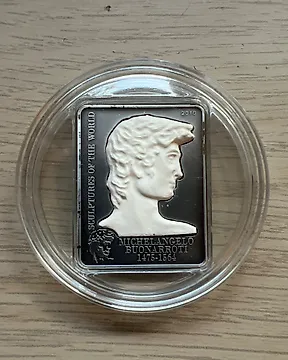 2010
SCULPTURES OF THE WORLD
MICHELANGELO
BUONARROTI
1475-1564